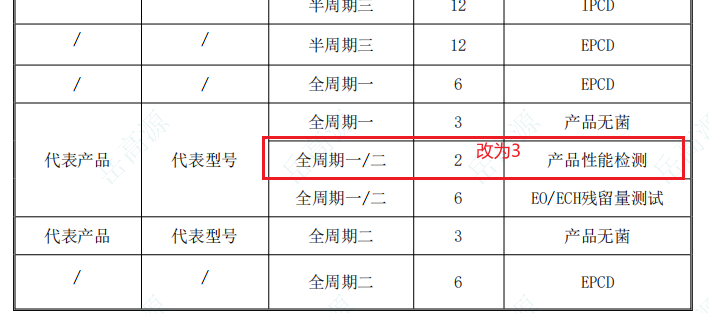 半周期二 12 IPCD
/ / 半周期三 12 EPCD
/ / 全周期一 6 EPCD
代表产品 代表型号 全周期一 3 产品无菌
全周期一/二 2 改为3 产品性能检测
全周期一/二 6 EO/ECH残留量测试
代表产品 代表型号 全周期二 3 产品无菌
/ / 全周期二 6 EPCD
岳高源